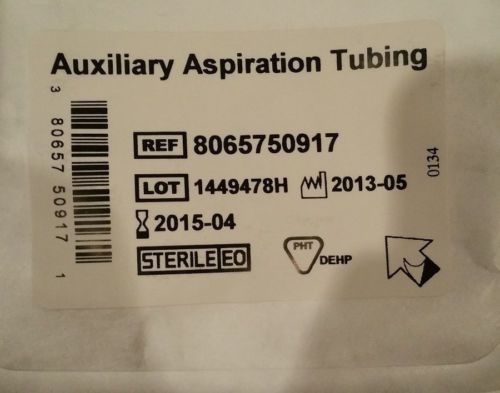 Auxiliary Aspiration Tubing
3 80657 50917 1
REF 8065750917
LOT 1449478H 2013-05
2015-04
STERILE EO
PHT
DEHP
0134